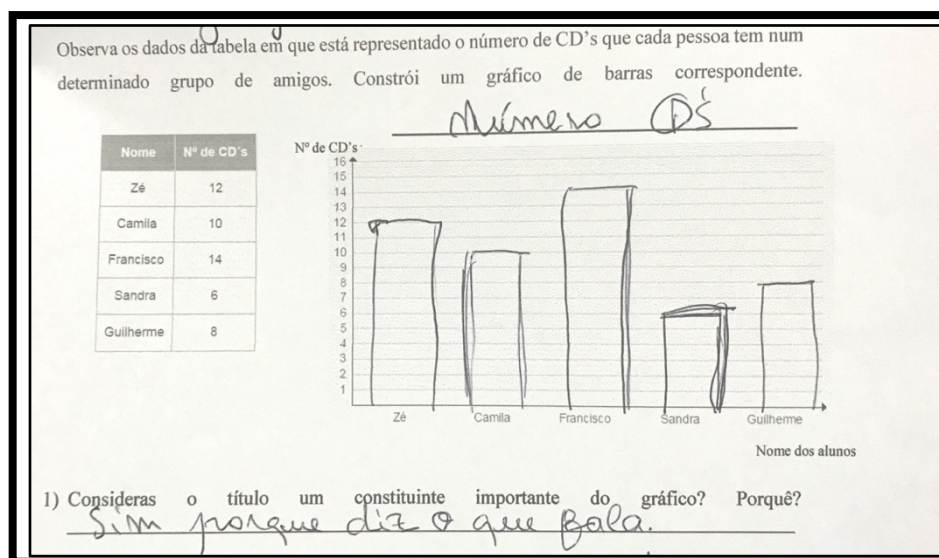 Observa os dados da tabela em que está representado o número de CD's que cada pessoa tem num
determinado grupo de amigos. Constrói um gráfico de barras correspondente.
Número CDs
Nome Nº de CD's
Zé 12
Camila 10
Francisco 14
Sandra 6
Guilherme 8
Nº de CD's
16
15
14
13
12
11
10
9
8
7
6
5
4
3
2
1
Zé Camila Francisco Sandra Guilherme
Nome dos alunos
1) Consideras o título um constituinte importante do gráfico? Porquê?
Sim porque diz o que fala.